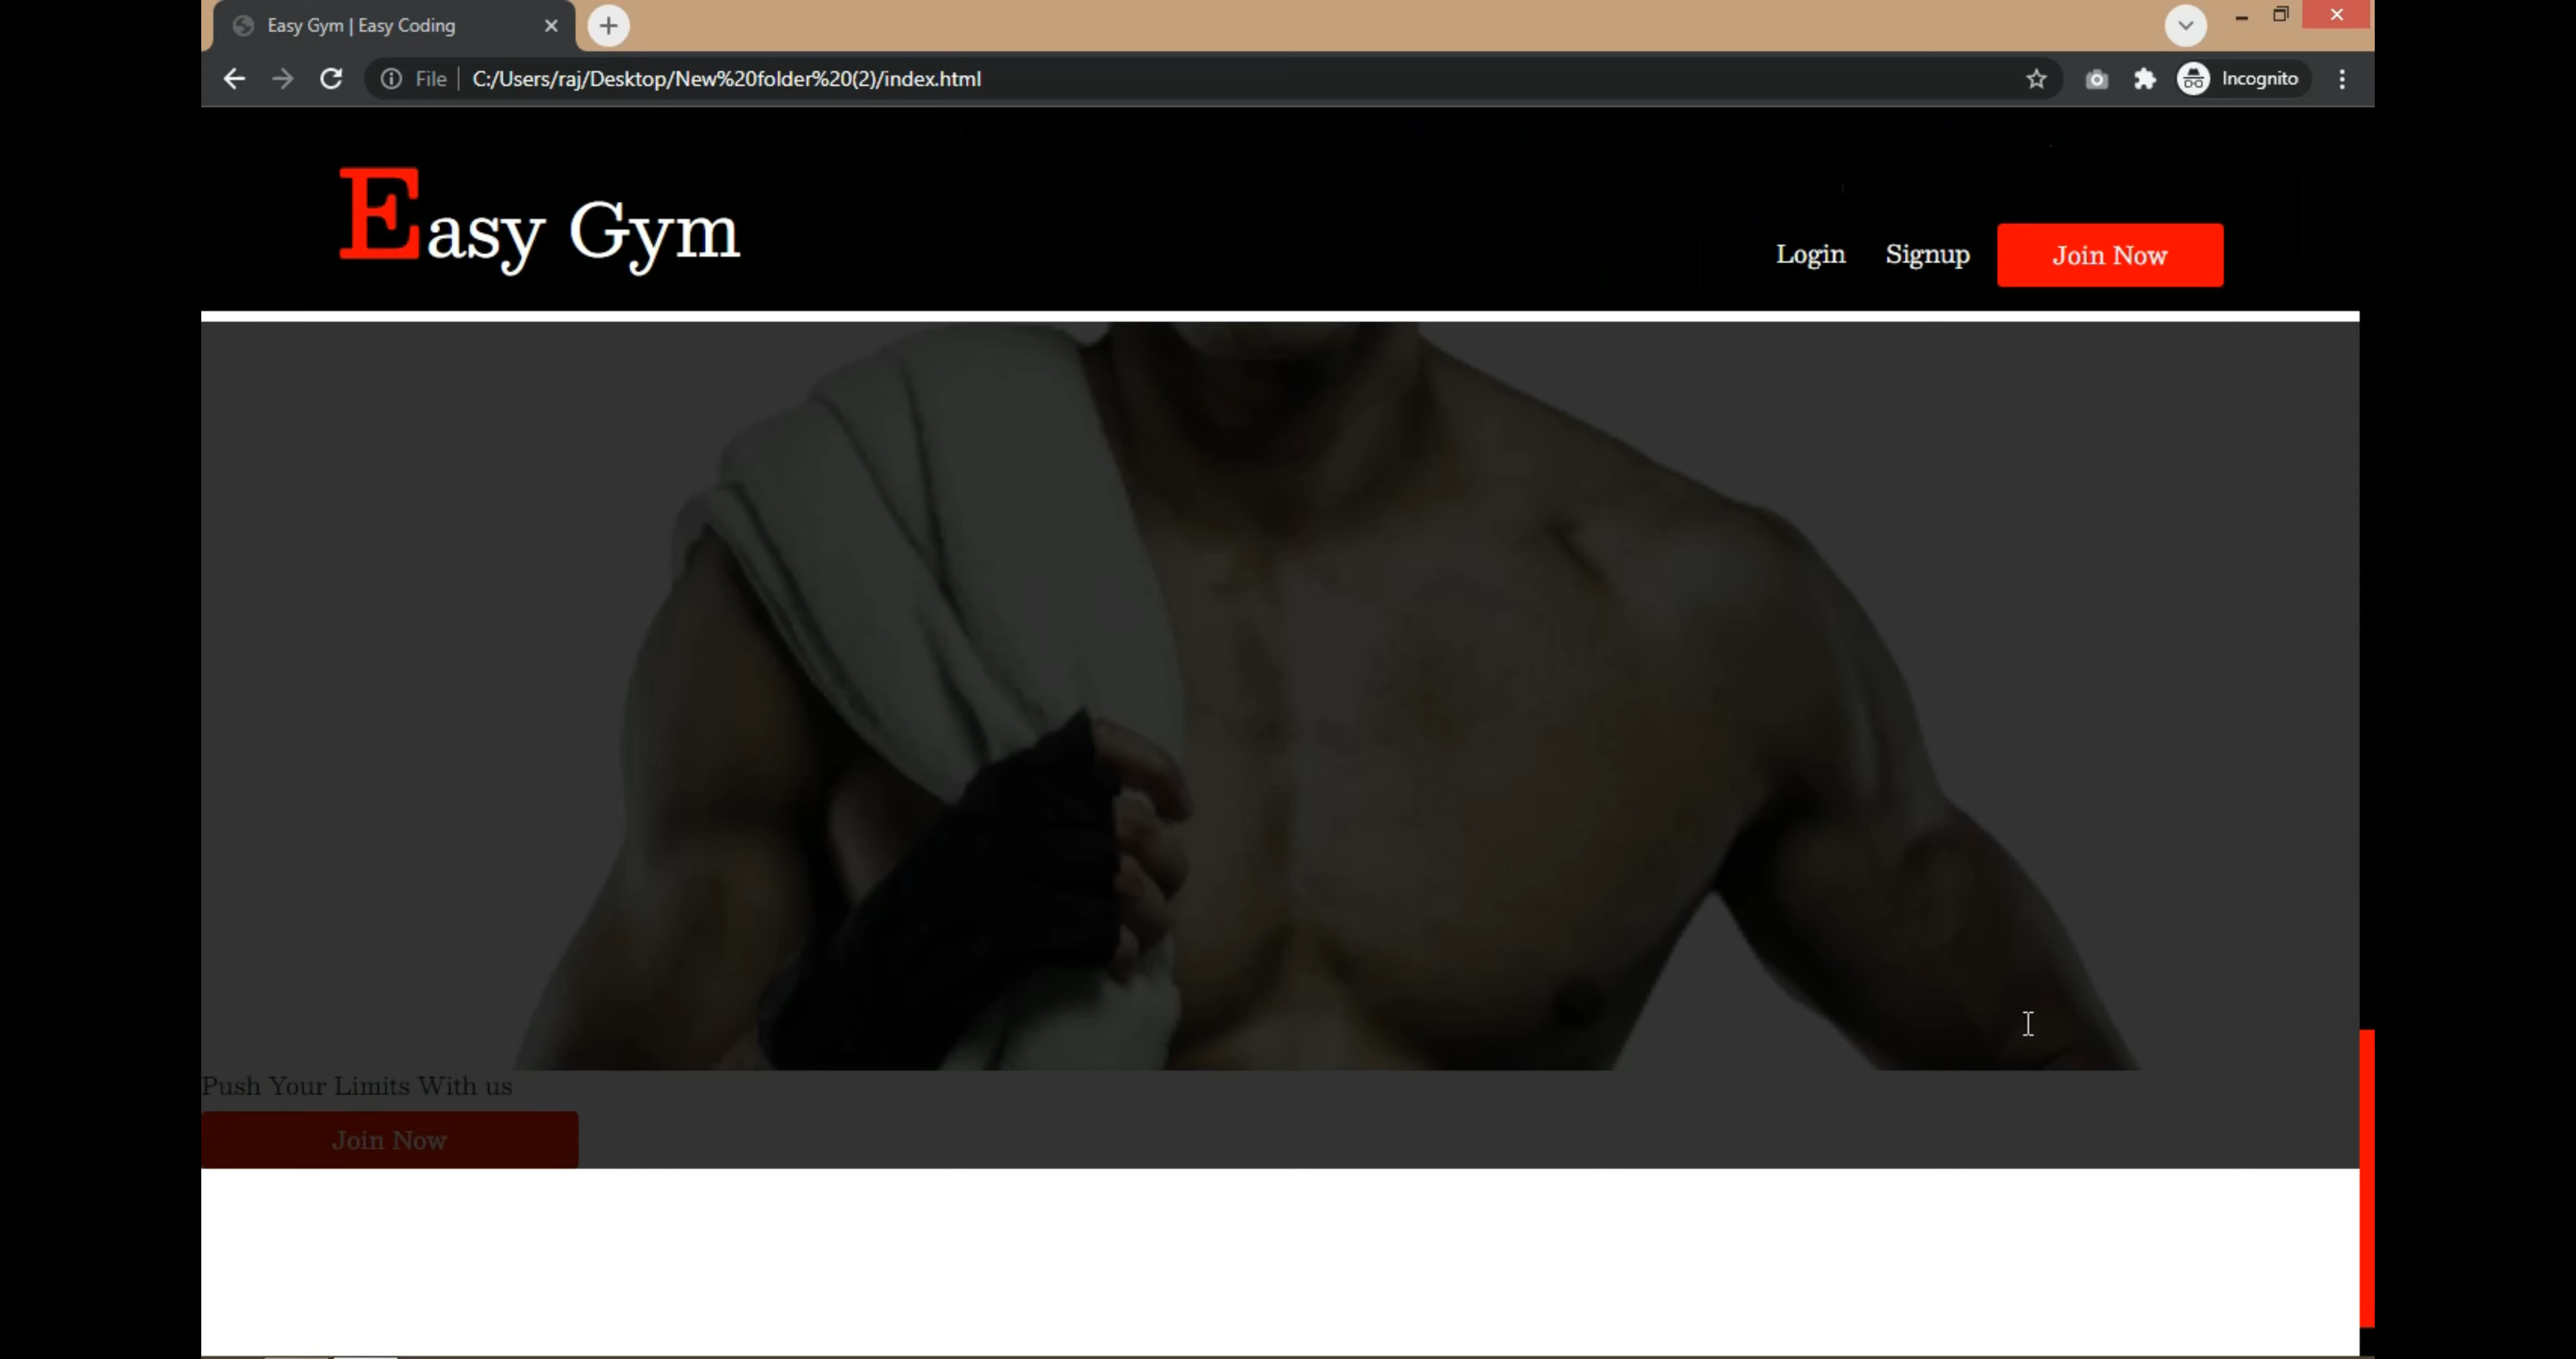 Easy Gym | Easy Coding
File C:/Users/raj/Desktop/New%20folder%20(2)/index.html
Incognito
Easy Gym
Login Signup Join Now
Push Your Limits With us
Join Now